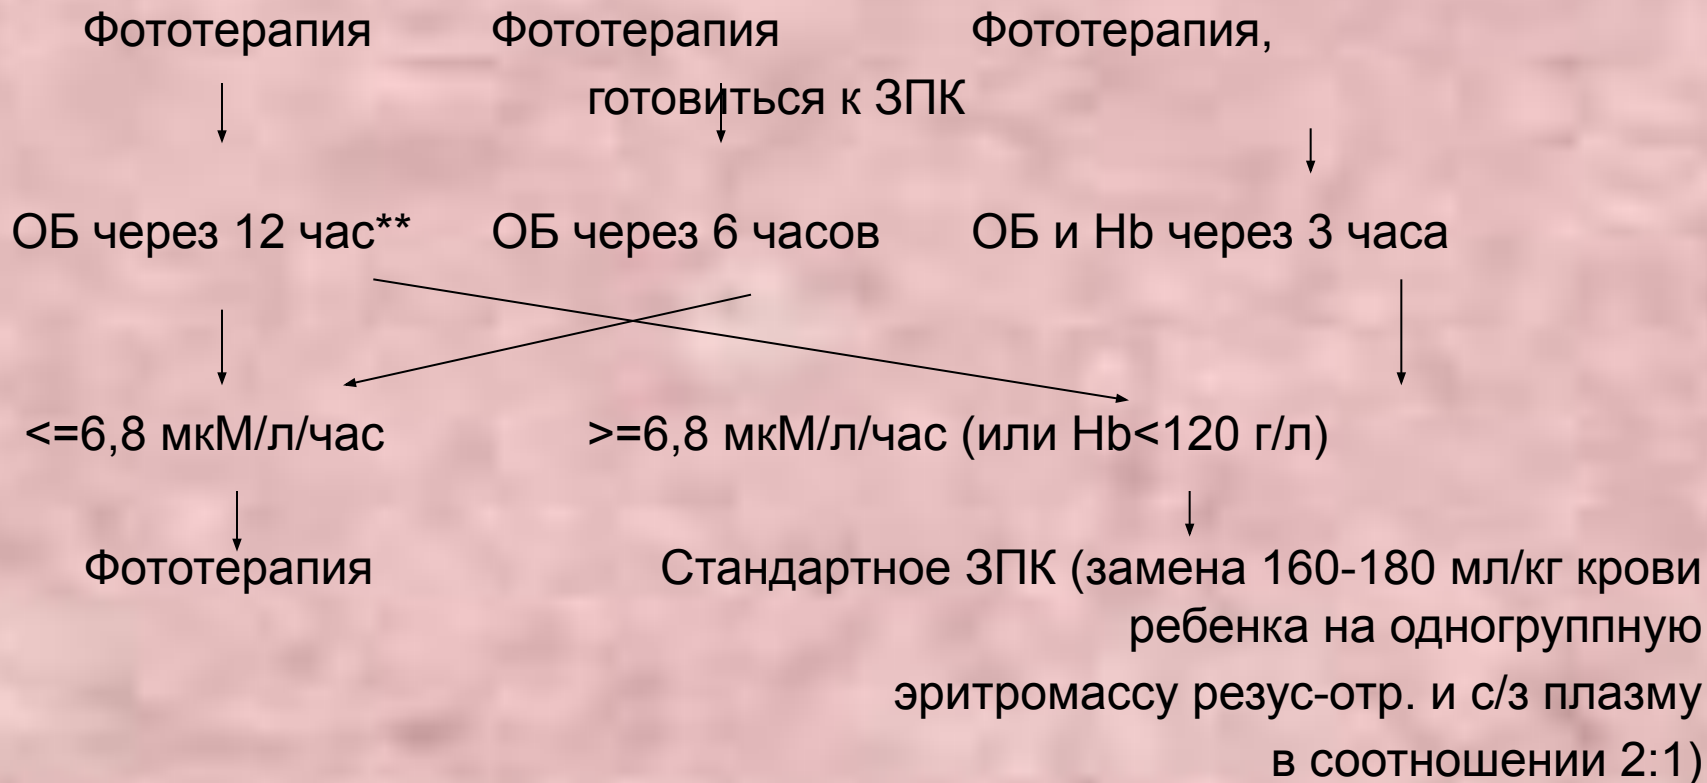 Фототерапия Фототерапия Фототерапия,
готовиться к ЗПК
ОБ через 12 час** ОБ через 6 часов ОБ и Hb через 3 часа
<=6,8 мкМ/л/час >=6,8 мкМ/л/час (или Hb<120 г/л)
Фототерапия Стандартное ЗПК (замена 160-180 мл/кг крови
ребенка на одногруппную
эритромассу резус-отр. и с/з плазму
в соотношении 2:1)